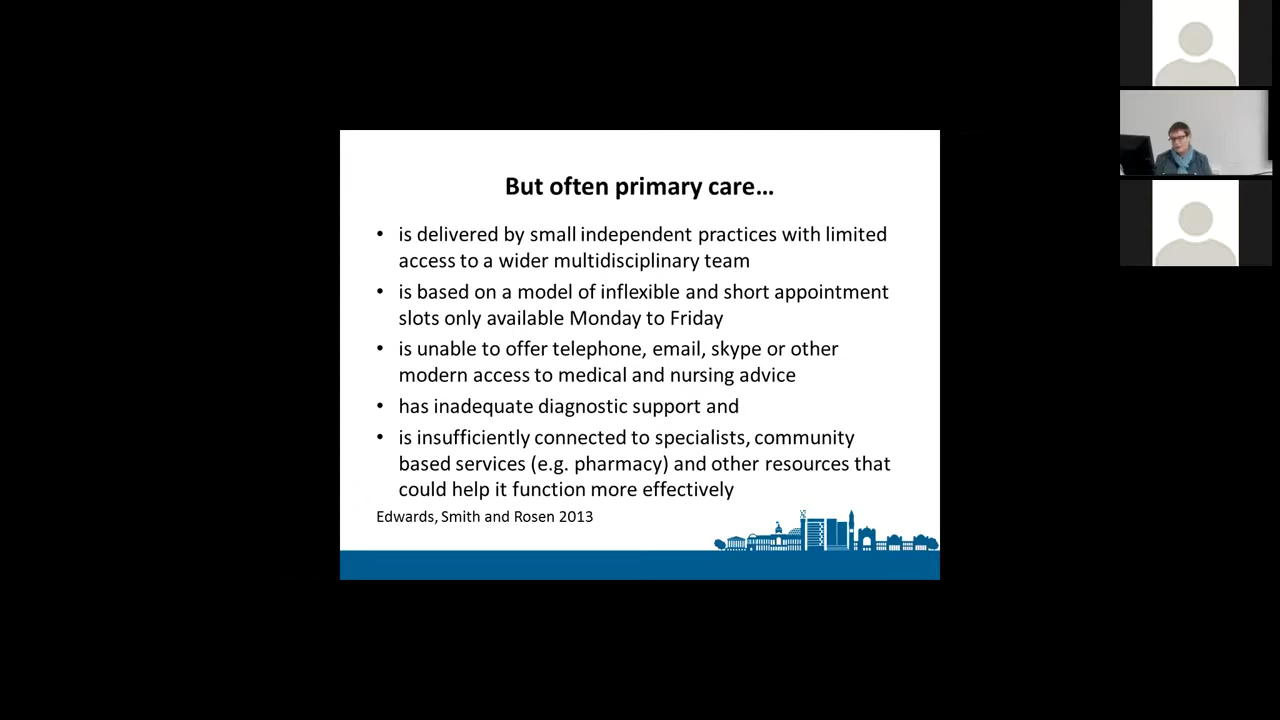 But often primary care...
• is delivered by small independent practices with limited
access to a wider multidisciplinary team
• is based on a model of inflexible and short appointment
slots only available Monday to Friday
• is unable to offer telephone, email, skype or other
modern access to medical and nursing advice
• has inadequate diagnostic support and
• is insufficiently connected to specialists, community
based services (e.g. pharmacy) and other resources that
could help it function more effectively
Edwards, Smith and Rosen 2013